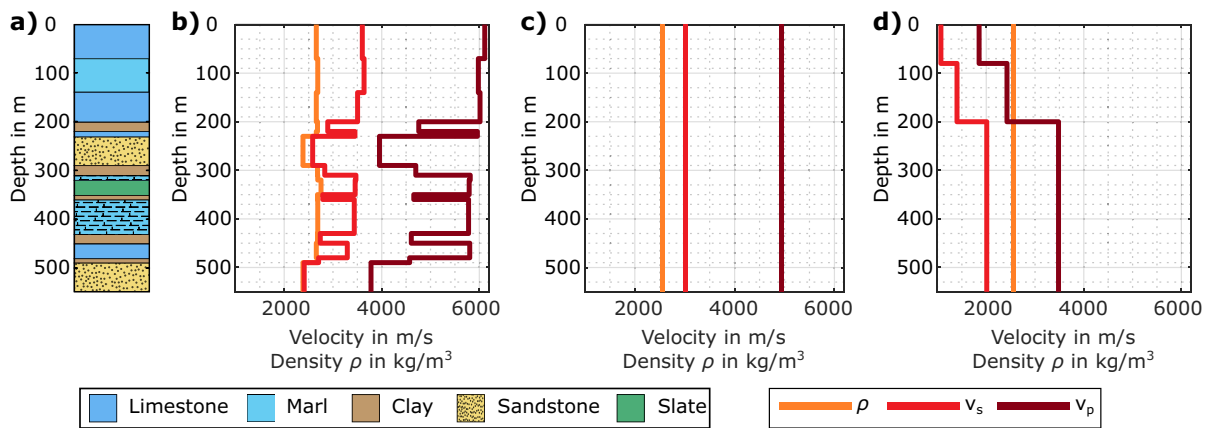 a) b) c) d)
0 0 0 0
100 100 100 100
200 200 200 200
300 300 300 300
400 400 400 400
500 500 500 500
Depth in m Depth in m Depth in m Depth in m
2000 4000 6000 2000 4000 6000 2000 4000 6000
Velocity in m/s Velocity in m/s Velocity in m/s
Density ρ in kg/m³ Density ρ in kg/m³ Density ρ in kg/m³
Limestone Marl Clay Sandstone Slate ρ vs vp